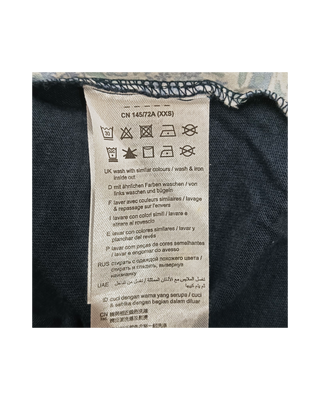 CN 145/72A (XXS)
UK wash with similar colours / wash & iron
inside out
D mit ähnlichen Farben waschen / von
links waschen und bügeln
F laver avec couleurs similaires / lavage
& repassage sur l'envers
I lavare con colori simili / lavare e
stirare al rovescio
E lavar con colores similares / lavar y
planchar del revés
P lavar com peças de cores semelhantes
/ lavar e engomar do avesso
RUS стирать с одеждой похожего цвета /
стирать и гладить, вывернув
наизнанку
UAE
ID cuci dengan warna yang serupa / cuci
& setrika dengan bagian dalam diluar
CN